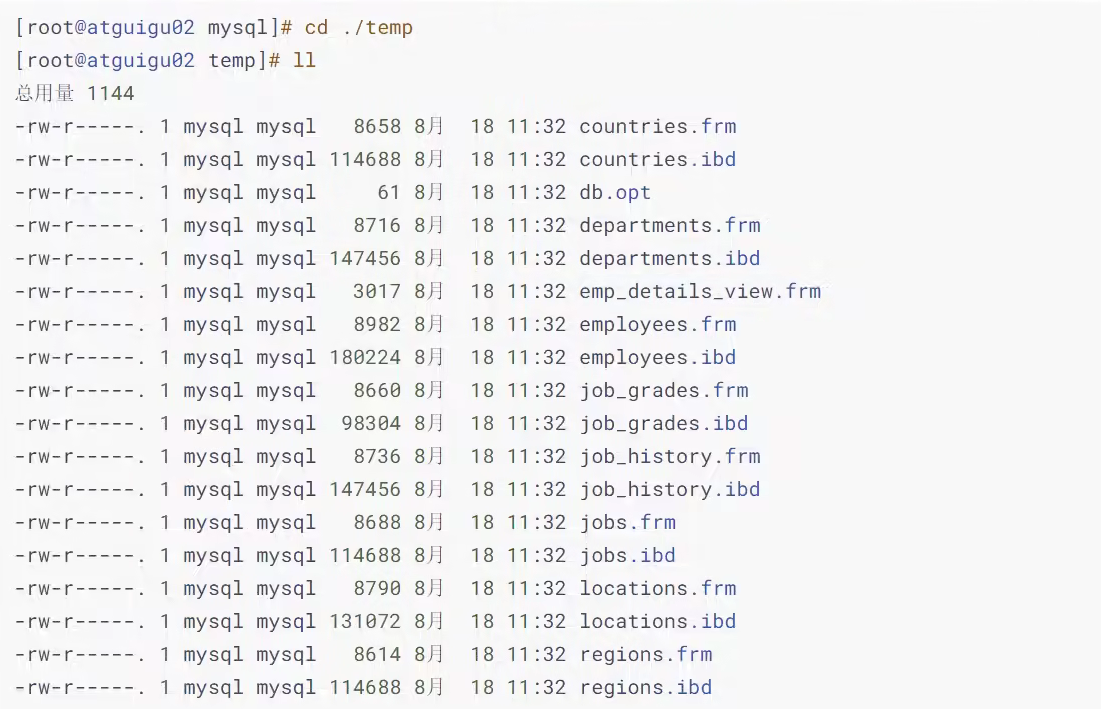 [root@atguigu02 mysql]# cd ./temp
[root@atguigu02 temp]# ll
总用量 1144
-rw-r-----. 1 mysql mysql   8658 8月  18 11:32 countries.frm
-rw-r-----. 1 mysql mysql 114688 8月  18 11:32 countries.ibd
-rw-r-----. 1 mysql mysql     61 8月  18 11:32 db.opt
-rw-r-----. 1 mysql mysql   8716 8月  18 11:32 departments.frm
-rw-r-----. 1 mysql mysql 147456 8月  18 11:32 departments.ibd
-rw-r-----. 1 mysql mysql   3017 8月  18 11:32 emp_details_view.frm
-rw-r-----. 1 mysql mysql   8982 8月  18 11:32 employees.frm
-rw-r-----. 1 mysql mysql 180224 8月  18 11:32 employees.ibd
-rw-r-----. 1 mysql mysql   8660 8月  18 11:32 job_grades.frm
-rw-r-----. 1 mysql mysql  98304 8月  18 11:32 job_grades.ibd
-rw-r-----. 1 mysql mysql   8736 8月  18 11:32 job_history.frm
-rw-r-----. 1 mysql mysql 147456 8月  18 11:32 job_history.ibd
-rw-r-----. 1 mysql mysql   8688 8月  18 11:32 jobs.frm
-rw-r-----. 1 mysql mysql 114688 8月  18 11:32 jobs.ibd
-rw-r-----. 1 mysql mysql   8790 8月  18 11:32 locations.frm
-rw-r-----. 1 mysql mysql 131072 8月  18 11:32 locations.ibd
-rw-r-----. 1 mysql mysql   8614 8月  18 11:32 regions.frm
-rw-r-----. 1 mysql mysql 114688 8月  18 11:32 regions.ibd